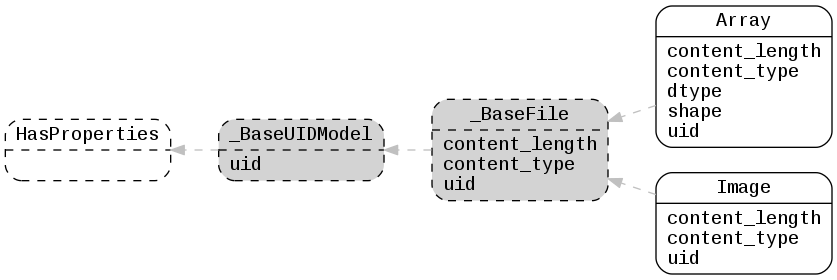 HasProperties
_BaseUIDModel
uid
_BaseFile
content_length
content_type
uid
Array
content_length
content_type
dtype
shape
uid
Image
content_length
content_type
uid